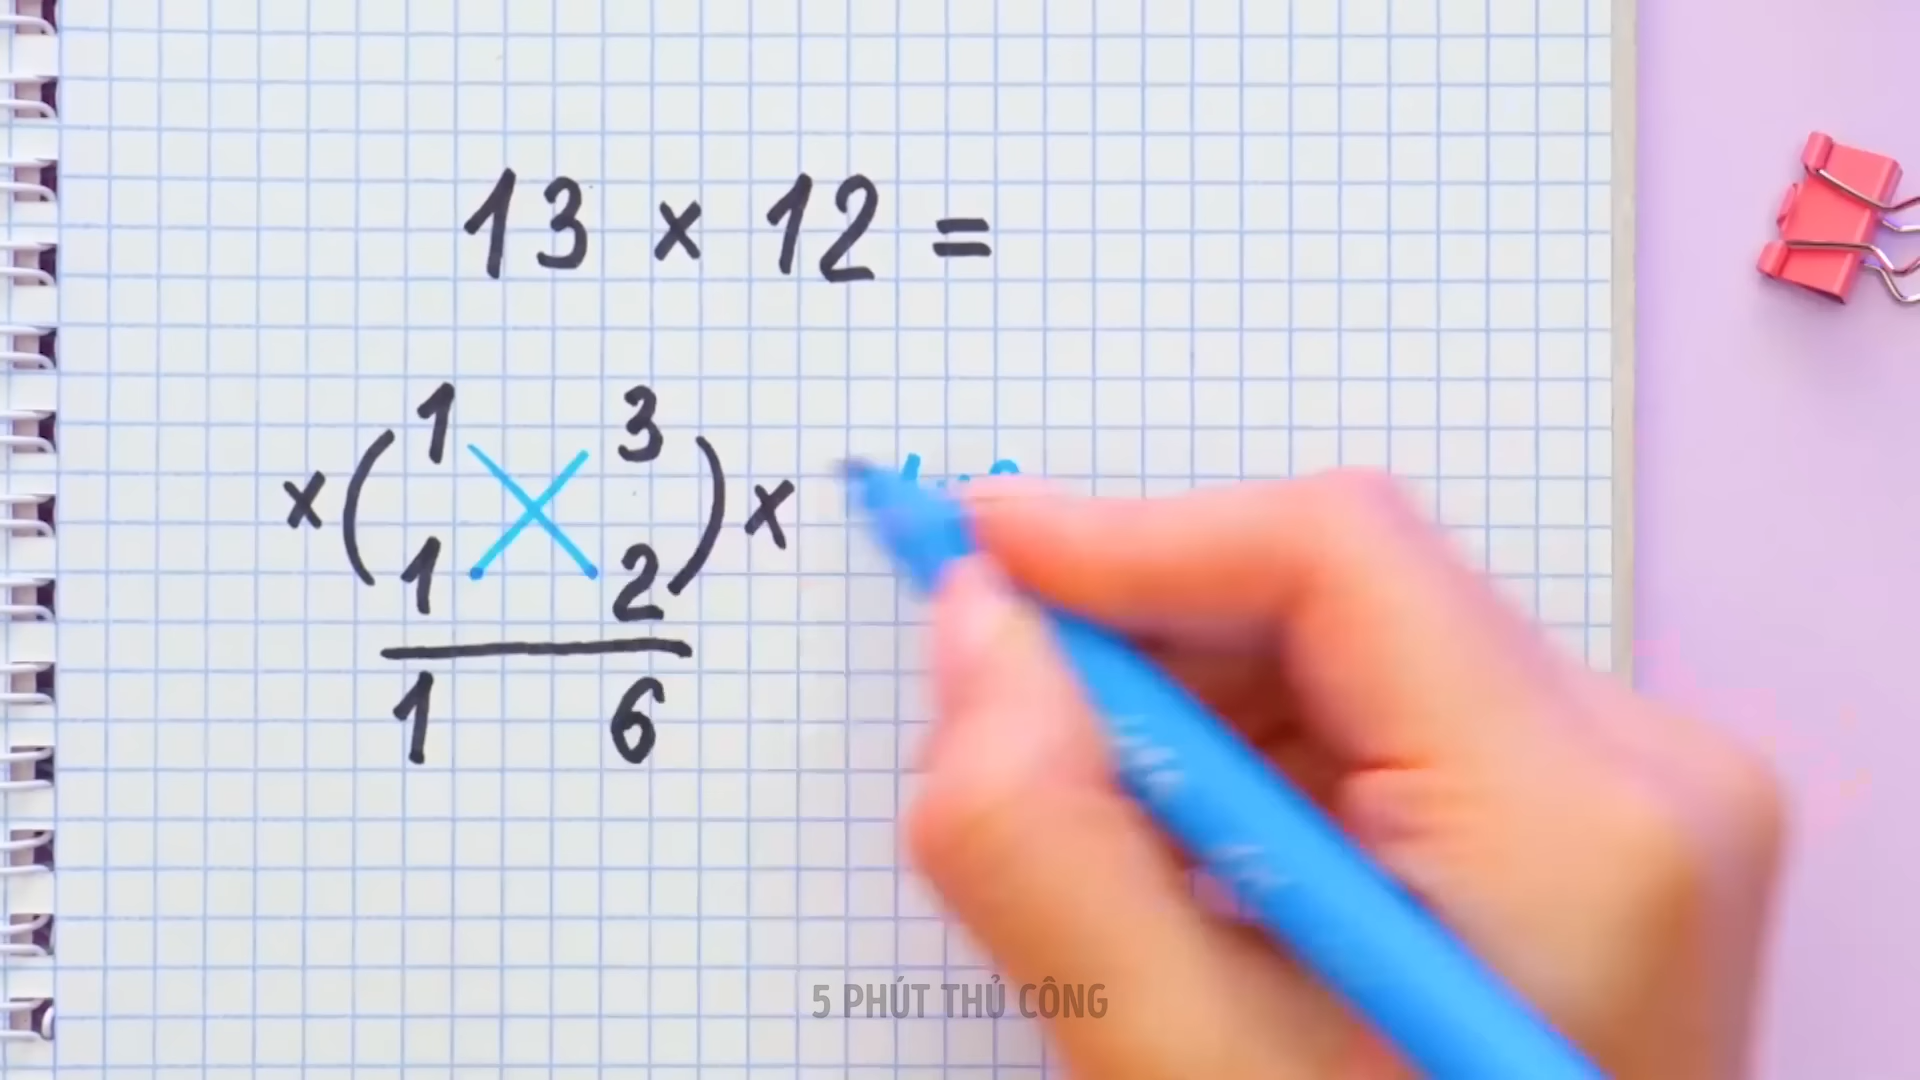 13 × 12 =
1 3
× ( ) ×
1 2
1 6
5 PHÚT THỦ CÔNG